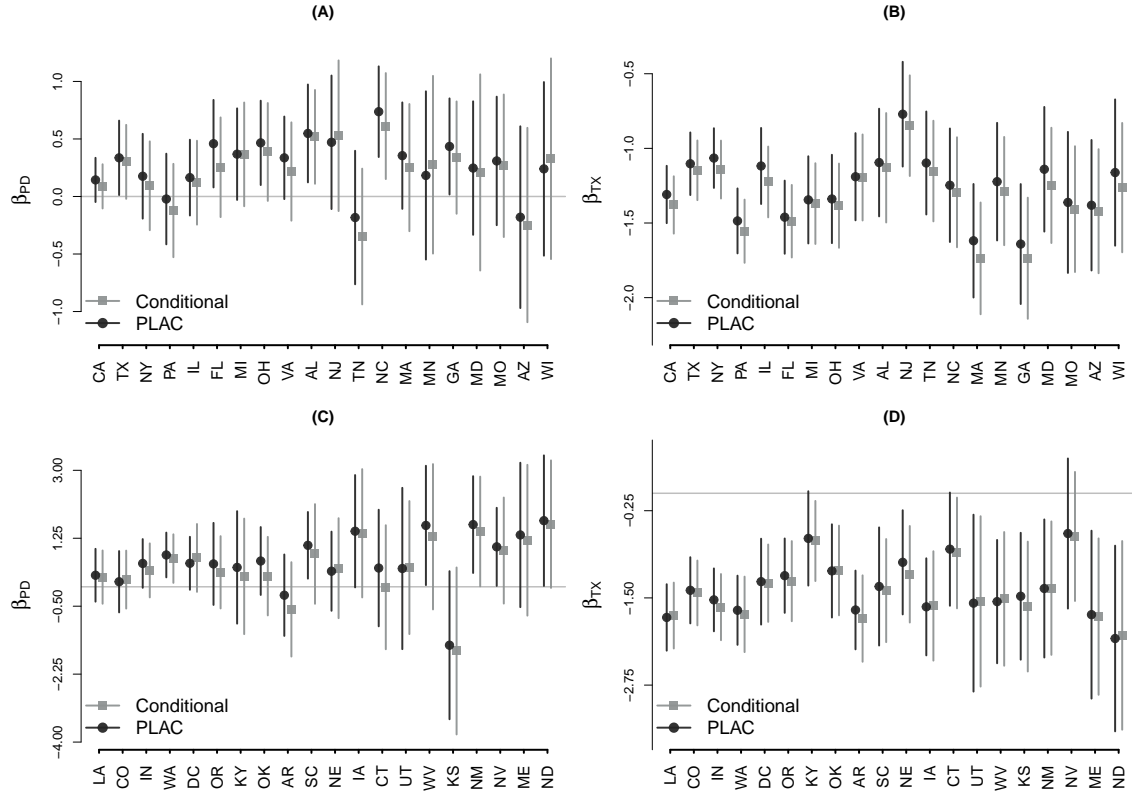 (A)
β_PD
1.0
0.5
0.0
−0.5
−1.0
Conditional
PLAC
CA TX NY PA IL FL MI OH VA AL NJ TN NC MA MN GA MD MO AZ WI
(B)
β_TX
−0.5
−1.0
−1.5
−2.0
Conditional
PLAC
CA TX NY PA IL FL MI OH VA AL NJ TN NC MA MN GA MD MO AZ WI
(C)
β_PD
3.00
1.25
−0.50
−2.25
−4.00
Conditional
PLAC
LA CO IN WA DC OR KY OK AR SC NE IA CT UT WV KS NM NV ME ND
(D)
β_TX
−0.25
−1.50
−2.75
Conditional
PLAC
LA CO IN WA DC OR KY OK AR SC NE IA CT UT WV KS NM NV ME ND